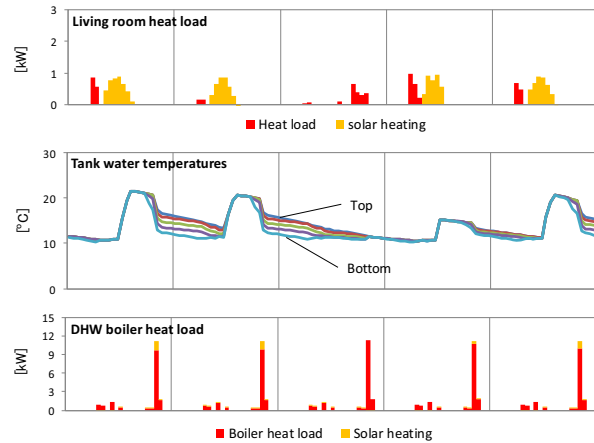 Living room heat load
3
2
1
0
[kW]
Heat load
solar heating
Tank water temperatures
30
20
10
0
[°C]
Top
Bottom
DHW boiler heat load
15
12
9
6
3
0
[kW]
Boiler heat load
Solar heating